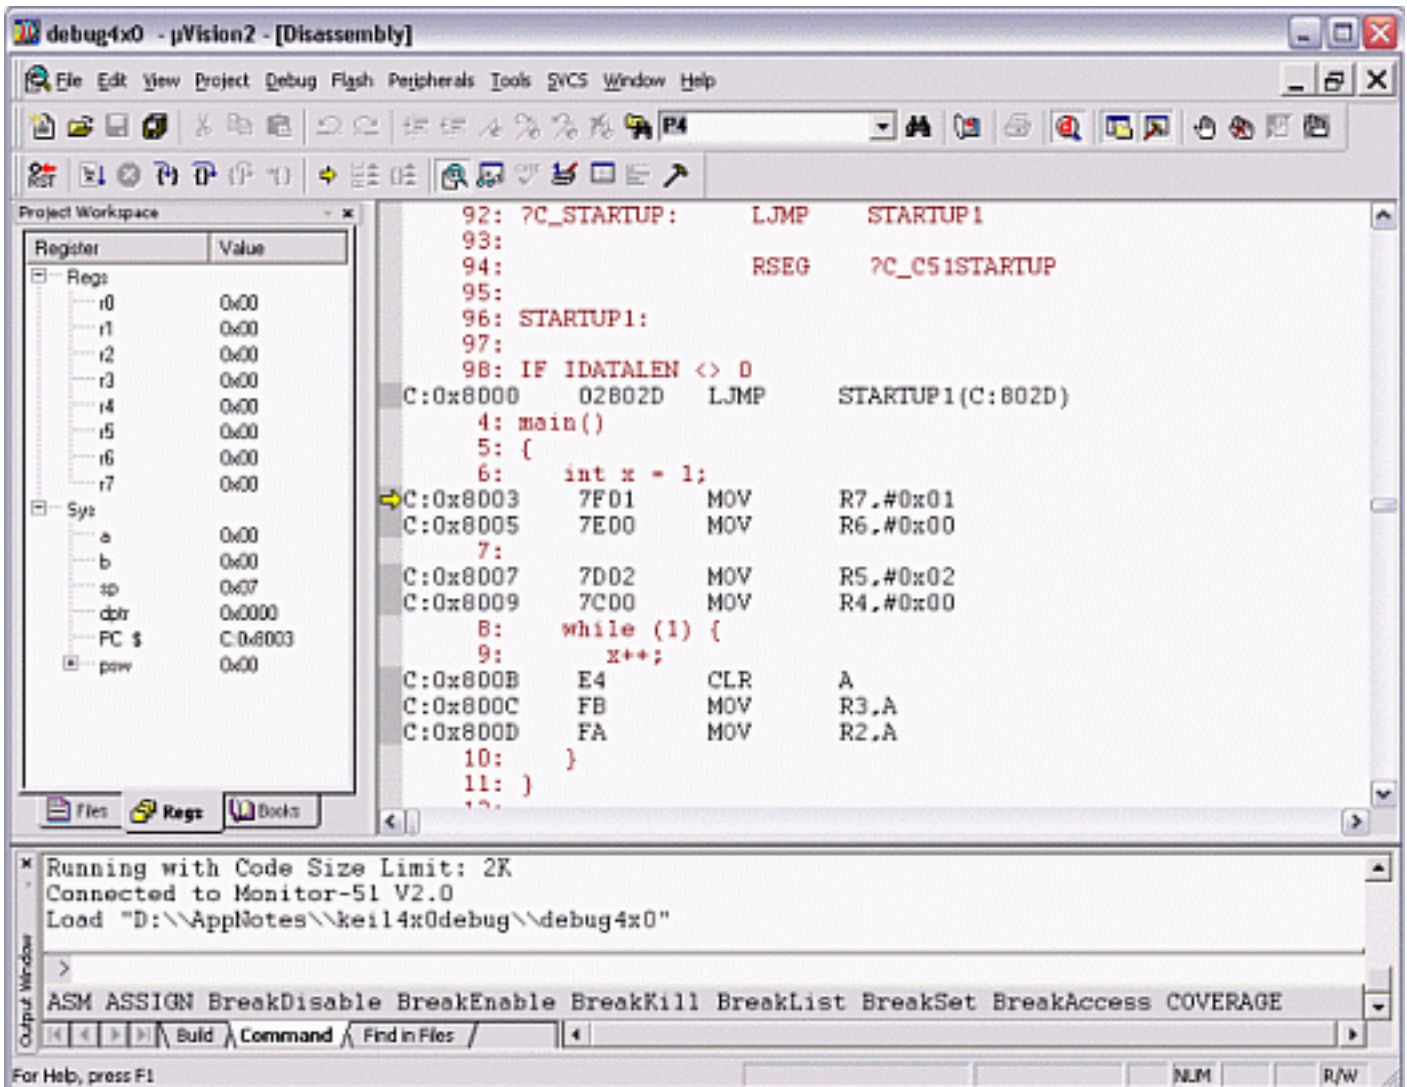 debug4x0 - µVision2 - [Disassembly]
File Edit View Project Debug Flash Peripherals Tools SVCS Window Help
P4
RST
Project Workspace
Register Value
Regs
r0 0x00
r1 0x00
r2 0x00
r3 0x00
r4 0x00
r5 0x00
r6 0x00
r7 0x00
Sys
a 0x00
b 0x00
sp 0x07
dptr 0x0000
PC $ C:0x8003
psw 0x00
Files Regs Books
92: ?C_STARTUP: LJMP STARTUP1
93:
94: RSEG ?C_C51STARTUP
95:
96: STARTUP1:
97:
98: IF IDATALEN <> 0
C:0x8000 02802D LJMP STARTUP1(C:802D)
4: main()
5: {
6: int x = 1;
C:0x8003 7F01 MOV R7,#0x01
C:0x8005 7E00 MOV R6,#0x00
7:
C:0x8007 7D02 MOV R5,#0x02
C:0x8009 7C00 MOV R4,#0x00
8: while (1) {
9: x++;
C:0x800B E4 CLR A
C:0x800C FB MOV R3,A
C:0x800D FA MOV R2,A
10: }
11: }
Running with Code Size Limit: 2K
Connected to Monitor-51 V2.0
Load "D:\\AppNotes\\keil4x0debug\\debug4x0"
>
ASM ASSIGN BreakDisable BreakEnable BreakKill BreakList BreakSet BreakAccess COVERAGE
Output Window
Build Command Find in Files
For Help, press F1 NUM R/W